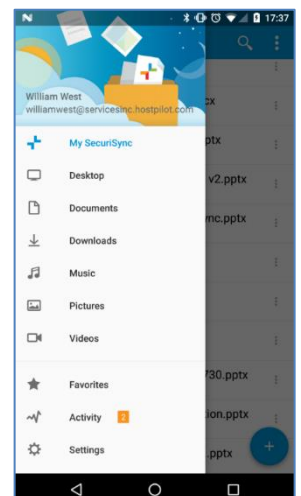 17:37
William West
williamwest@servicesinc.hostpilot.com
cx
My SecuriSync
ptx
Desktop
v2.pptx
Documents
nc.pptx
Downloads
Music
Pictures
Videos
730.pptx
Favorites
Activity 2
ion.pptx
Settings
.pptx
+